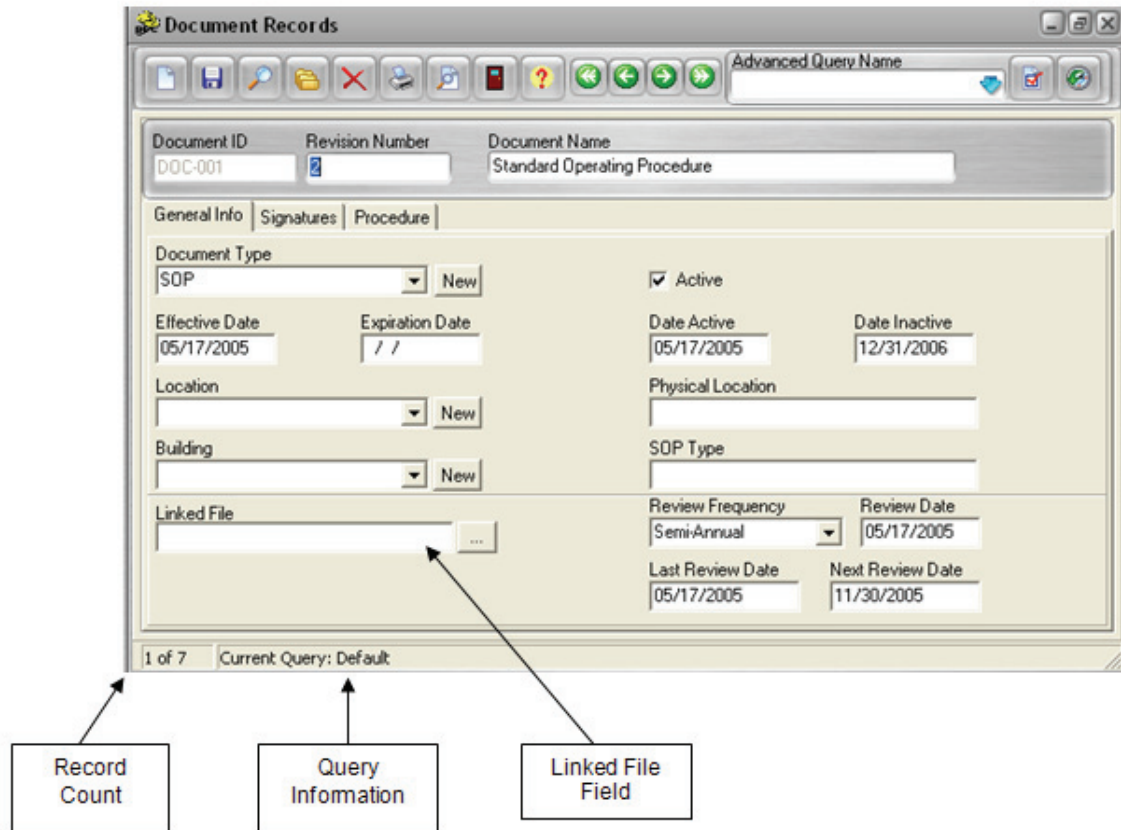 Document Records
Advanced Query Name
Document ID Revision Number Document Name
DOC-001 2 Standard Operating Procedure
General Info Signatures Procedure
Document Type
SOP New Active
Effective Date Expiration Date Date Active Date Inactive
05/17/2005 / / 05/17/2005 12/31/2006
Location Physical Location
New
Building SOP Type
New
Linked File Review Frequency Review Date
... Semi-Annual 05/17/2005
Last Review Date Next Review Date
05/17/2005 11/30/2005
1 of 7 Current Query: Default
Record Count
Query Information
Linked File Field